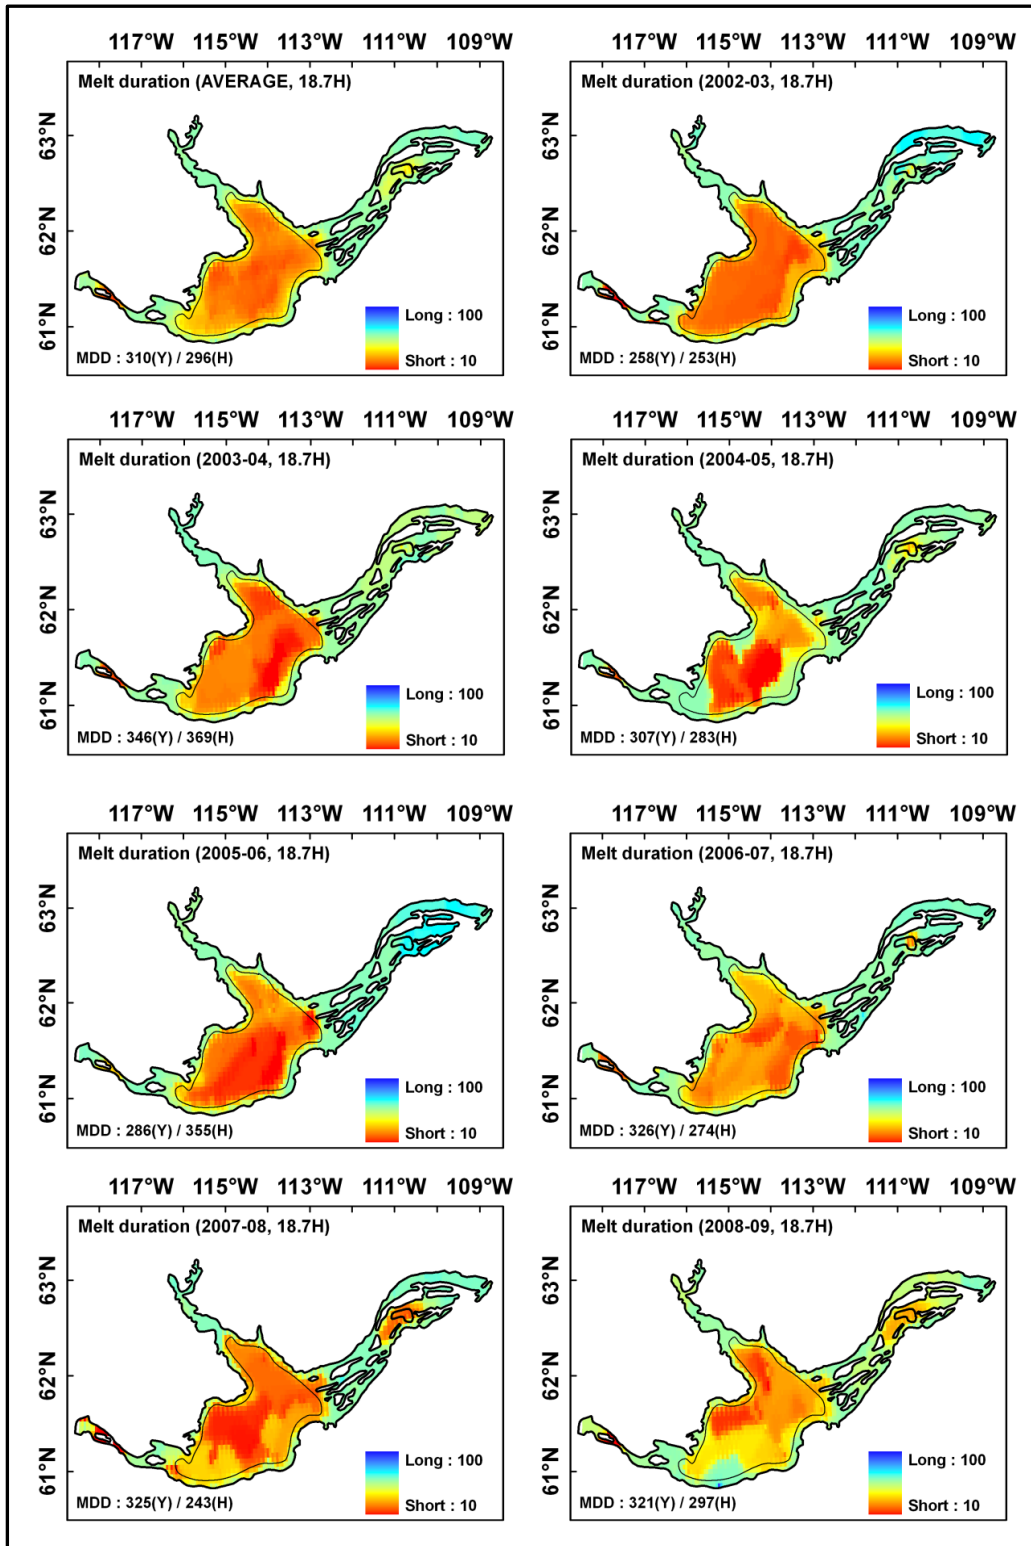 117°W 115°W 113°W 111°W 109°W 117°W 115°W 113°W 111°W 109°W
Melt duration (AVERAGE, 18.7H)
63°N
62°N
61°N
Long : 100
Short : 10
MDD : 310(Y) / 296(H)
Melt duration (2002-03, 18.7H)
63°N
62°N
61°N
Long : 100
Short : 10
MDD : 258(Y) / 253(H)
117°W 115°W 113°W 111°W 109°W 117°W 115°W 113°W 111°W 109°W
Melt duration (2003-04, 18.7H)
63°N
62°N
61°N
Long : 100
Short : 10
MDD : 346(Y) / 369(H)
Melt duration (2004-05, 18.7H)
63°N
62°N
61°N
Long : 100
Short : 10
MDD : 307(Y) / 283(H)
117°W 115°W 113°W 111°W 109°W 117°W 115°W 113°W 111°W 109°W
Melt duration (2005-06, 18.7H)
63°N
62°N
61°N
Long : 100
Short : 10
MDD : 286(Y) / 355(H)
Melt duration (2006-07, 18.7H)
63°N
62°N
61°N
Long : 100
Short : 10
MDD : 326(Y) / 274(H)
117°W 115°W 113°W 111°W 109°W 117°W 115°W 113°W 111°W 109°W
Melt duration (2007-08, 18.7H)
63°N
62°N
61°N
Long : 100
Short : 10
MDD : 325(Y) / 243(H)
Melt duration (2008-09, 18.7H)
63°N
62°N
61°N
Long : 100
Short : 10
MDD : 321(Y) / 297(H)